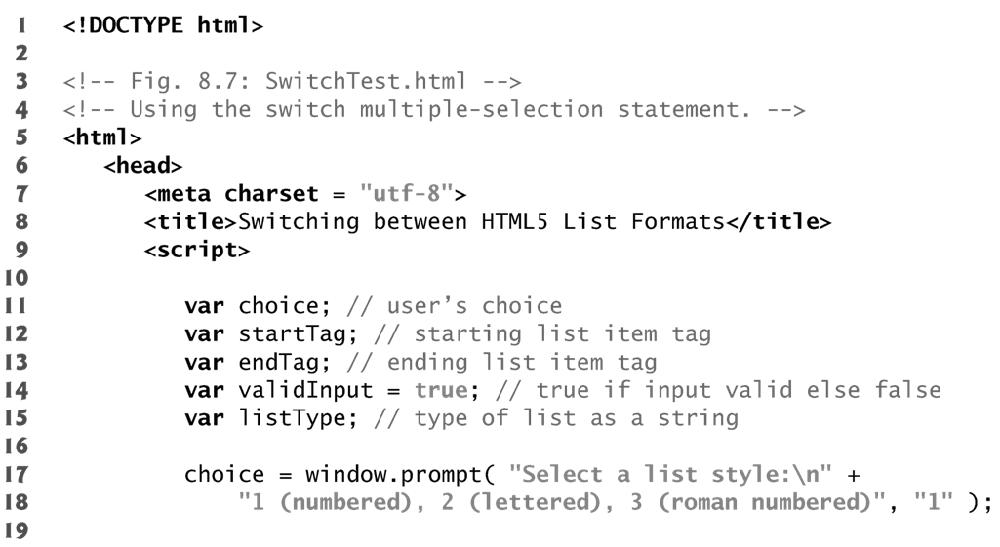 1 <!DOCTYPE html>
2
3 <!-- Fig. 8.7: SwitchTest.html -->
4 <!-- Using the switch multiple-selection statement. -->
5 <html>
6    <head>
7       <meta charset = "utf-8">
8       <title>Switching between HTML5 List Formats</title>
9       <script>
10
11          var choice; // user’s choice
12          var startTag; // starting list item tag
13          var endTag; // ending list item tag
14          var validInput = true; // true if input valid else false
15          var listType; // type of list as a string
16
17          choice = window.prompt( "Select a list style:\n" +
18              "1 (numbered), 2 (lettered), 3 (roman numbered)", "1" );
19